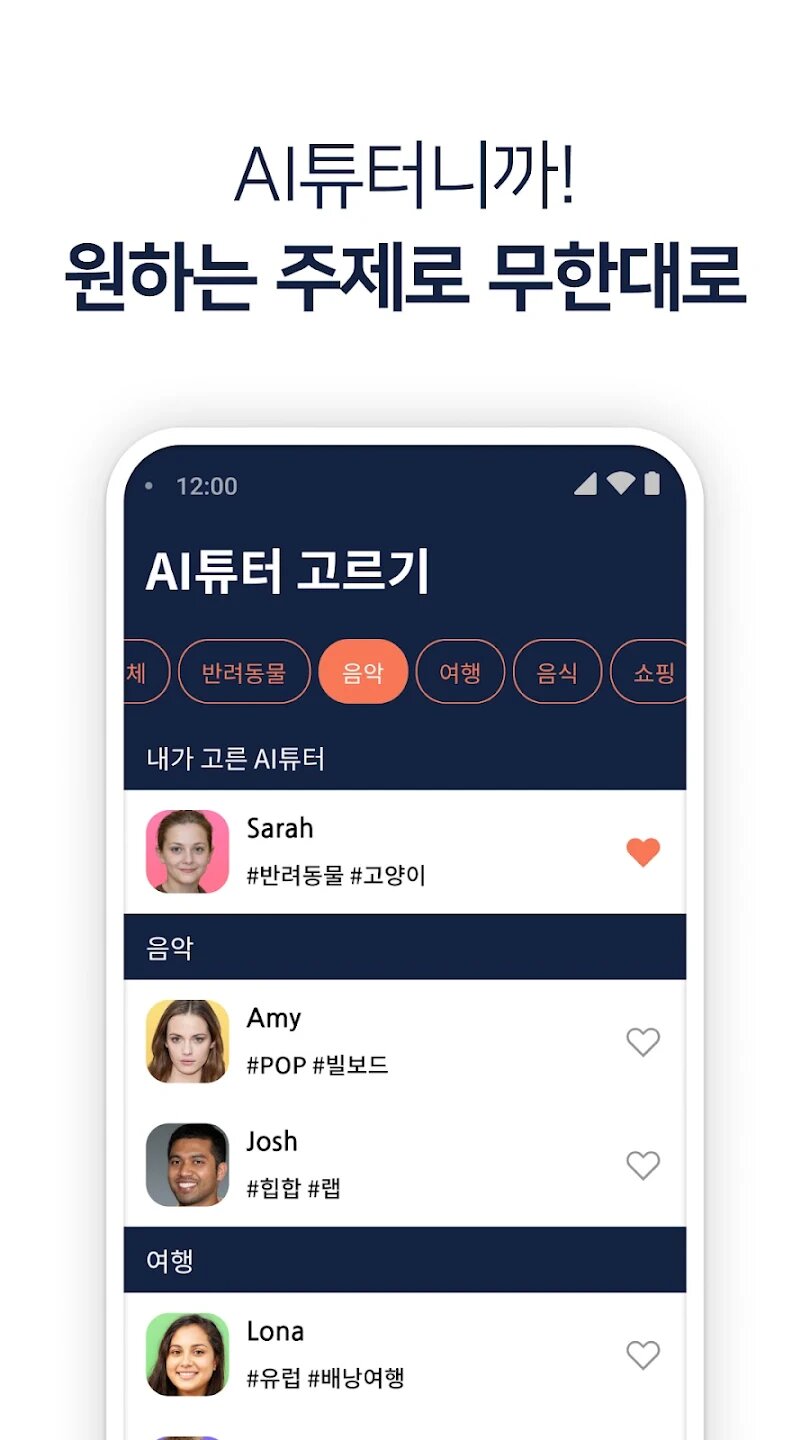 AI튜터니까!
원하는 주제로 무한대로
12:00
AI튜터 고르기
체 반려동물 음악 여행 음식 쇼핑
내가 고른 AI튜터
Sarah
#반려동물 #고양이
음악
Amy
#POP #빌보드
Josh
#힙합 #랩
여행
Lona
#유럽 #배낭여행